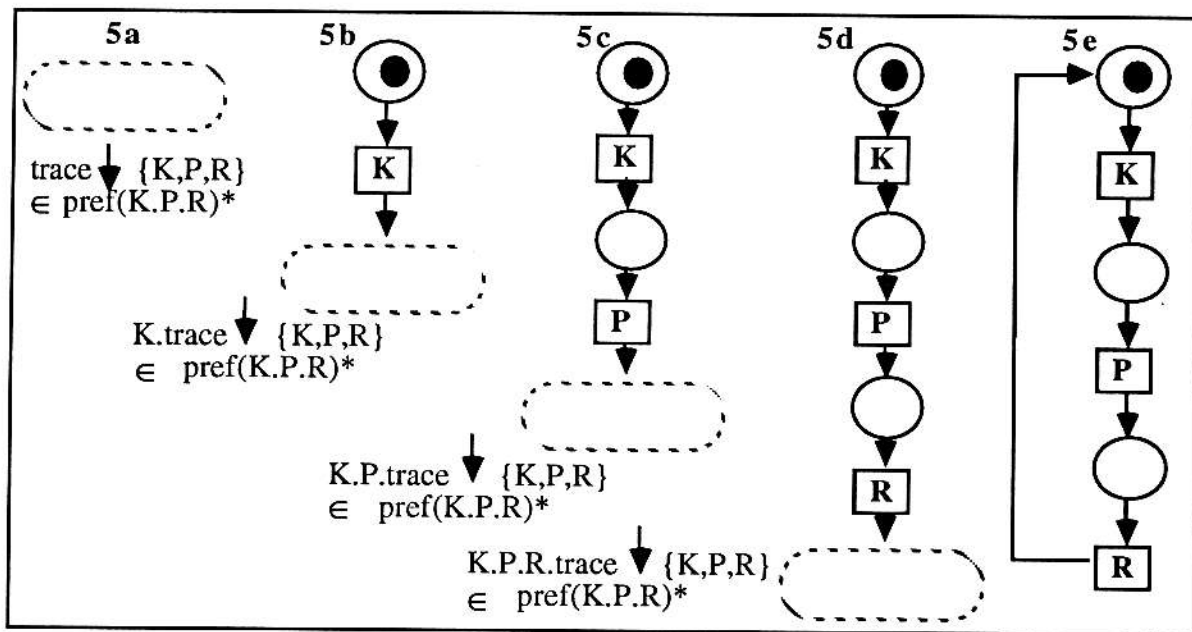 5a
trace ↓ {K,P,R}
∈ pref(K.P.R)*
5b
K
K.trace ↓ {K,P,R}
∈ pref(K.P.R)*
5c
K
P
K.P.trace ↓ {K,P,R}
∈ pref(K.P.R)*
5d
K
P
R
K.P.R.trace ↓ {K,P,R}
∈ pref(K.P.R)*
5e
K
P
R